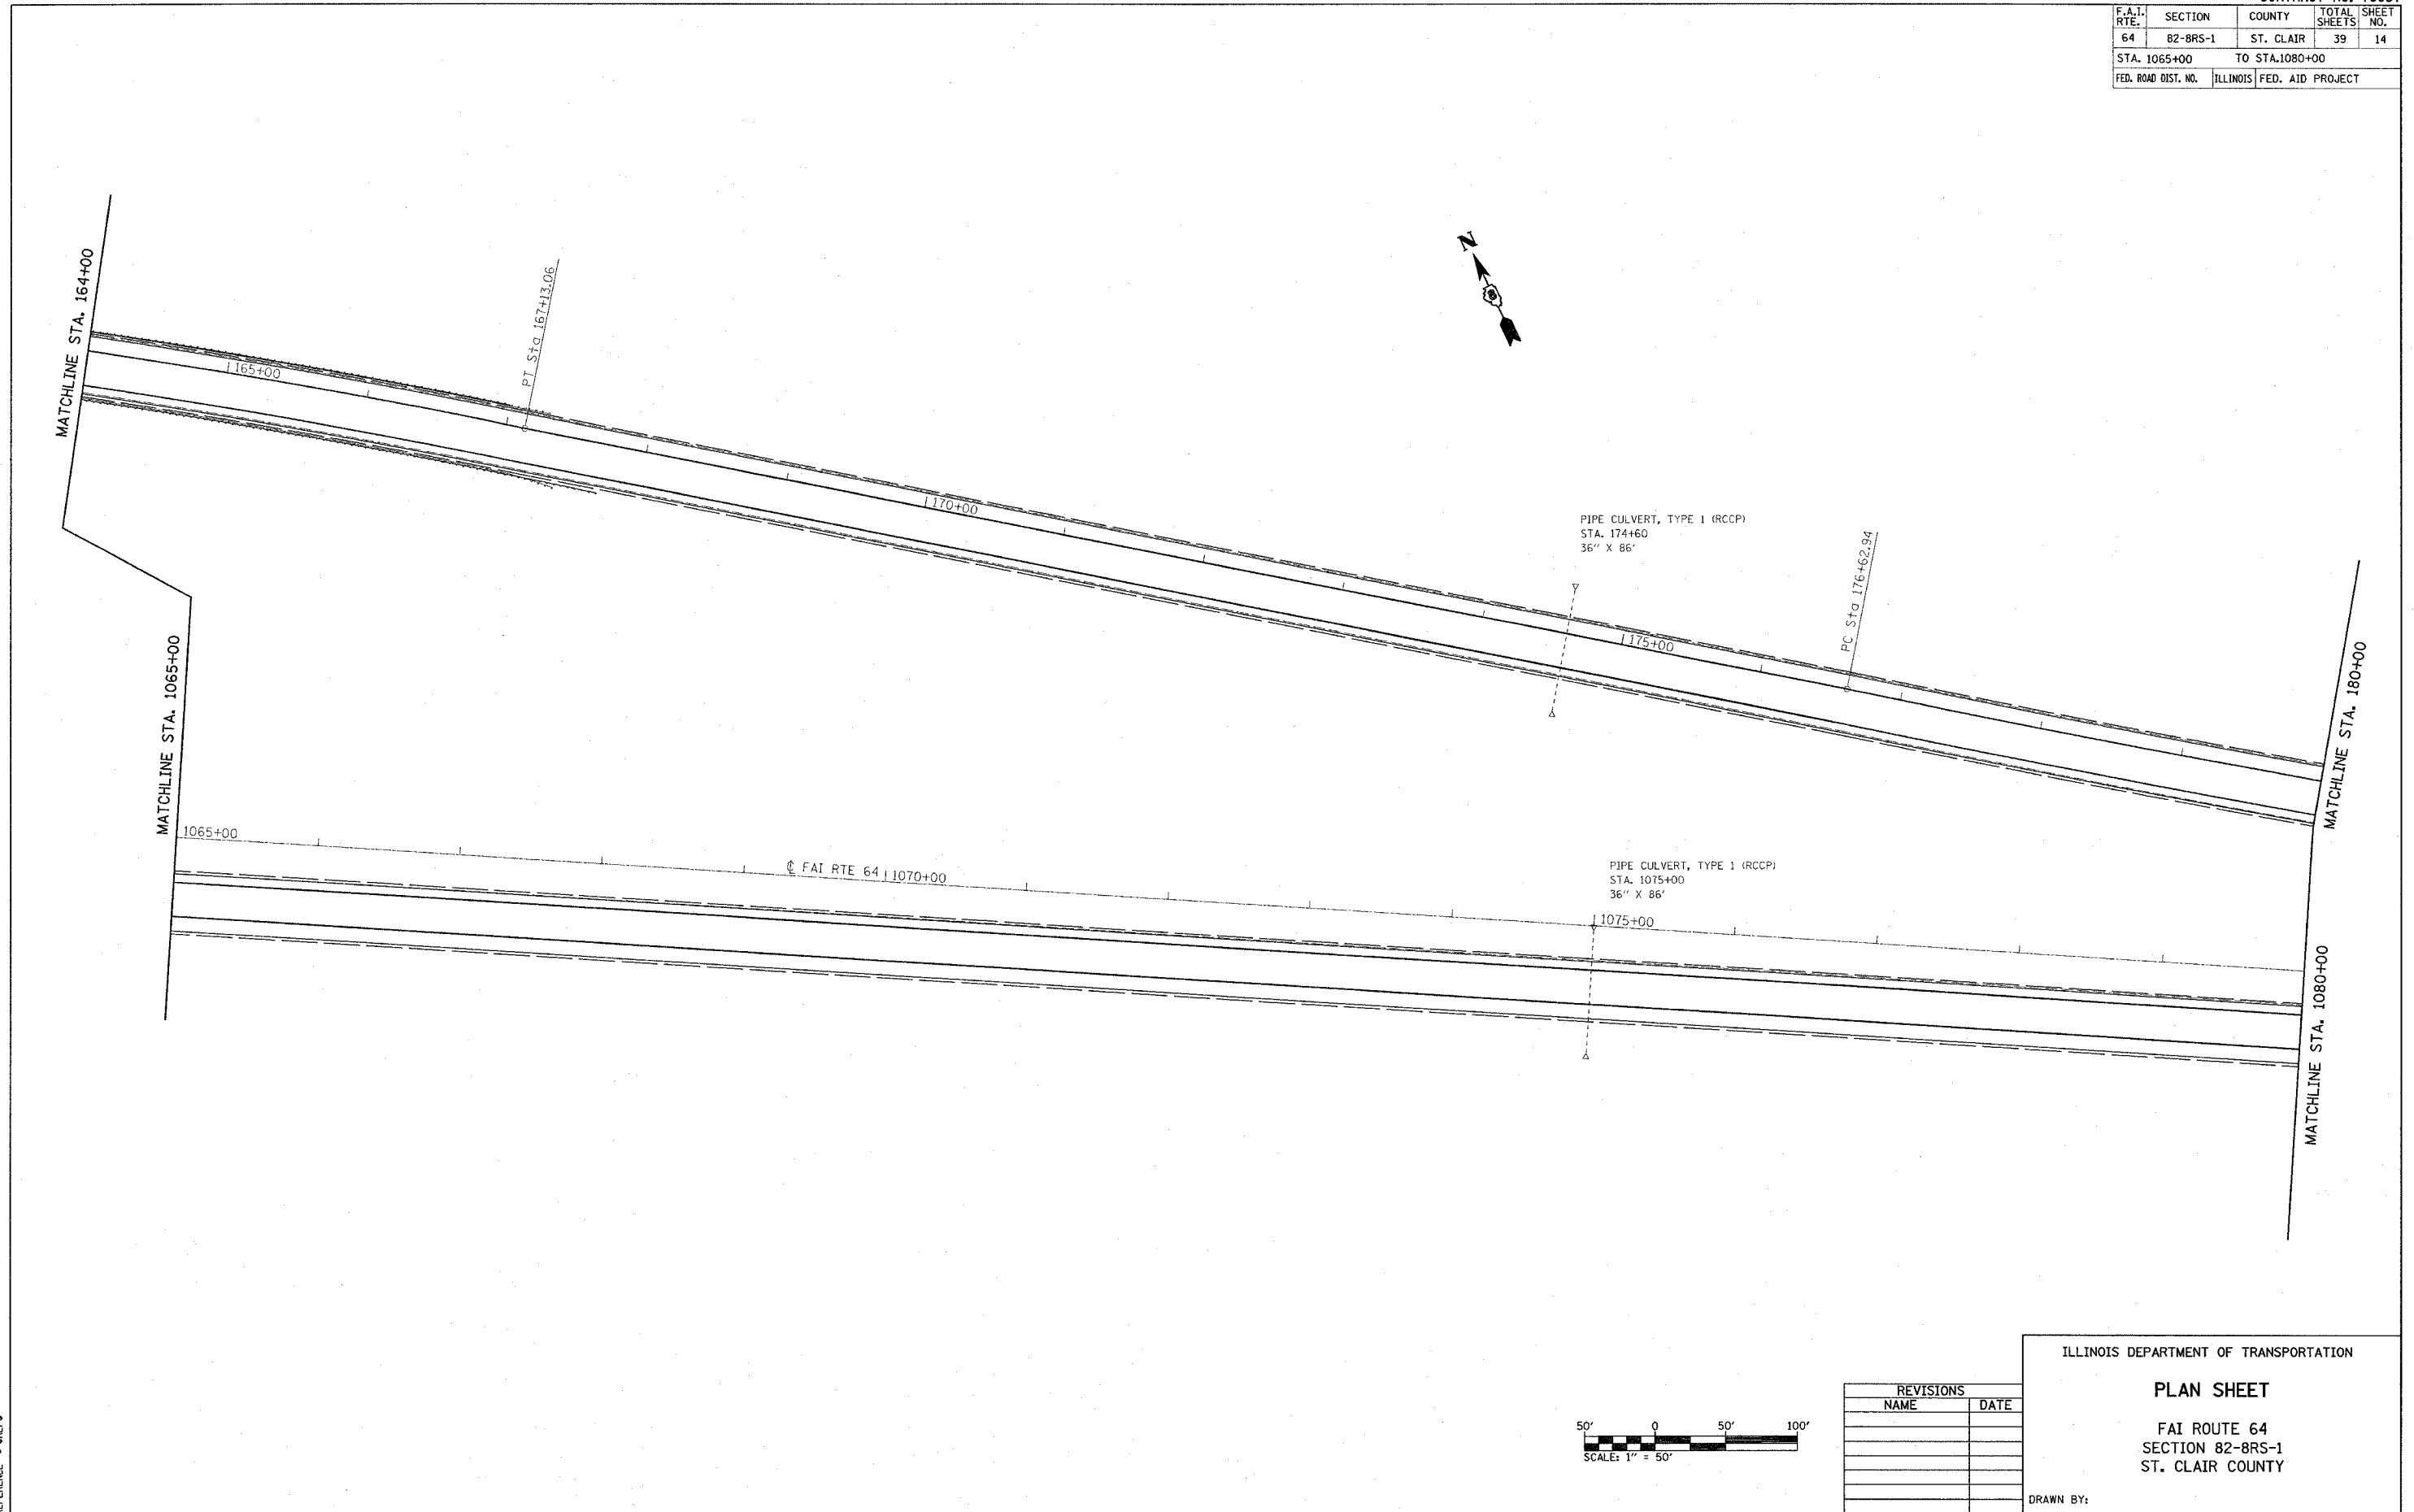 F.A.I. RTE. SECTION COUNTY TOTAL SHEETS SHEET NO.
64 82-8RS-1 ST. CLAIR 39 14
STA. 1065+00 TO STA.1080+00
FED. ROAD DIST. NO. ILLINOIS FED. AID PROJECT
N
MATCHLINE STA. 164+00
165+00
PT Sta 167+13.06
170+00
PIPE CULVERT, TYPE 1 (RCCP)
STA. 174+60
36" X 86'
175+00
PC Sta 176+62.94
MATCHLINE STA. 180+00
MATCHLINE STA. 1065+00
1065+00
℄ FAI RTE 64
1070+00
PIPE CULVERT, TYPE 1 (RCCP)
STA. 1075+00
36" X 86'
1075+00
MATCHLINE STA. 1080+00
50' 0 50' 100'
SCALE: 1" = 50'
REVISIONS
NAME DATE
ILLINOIS DEPARTMENT OF TRANSPORTATION
PLAN SHEET
FAI ROUTE 64
SECTION 82-8RS-1
ST. CLAIR COUNTY
DRAWN BY: